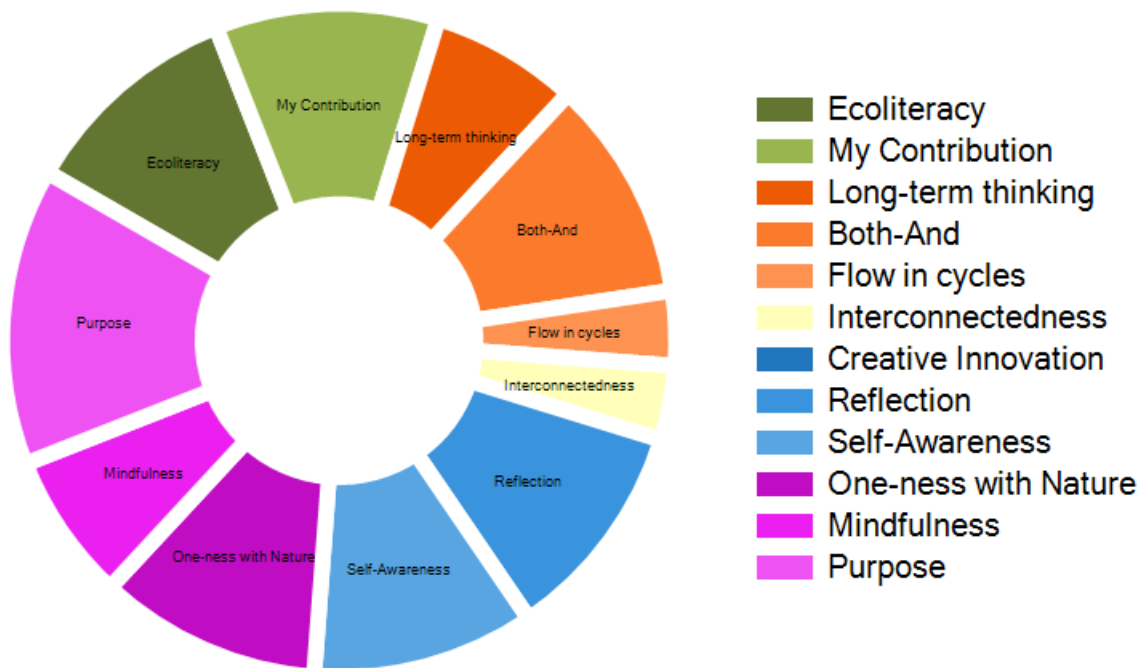 My Contribution
Long-term thinking
Ecoliteracy
Both-And
Purpose
Flow in cycles
Interconnectedness
Mindfulness
Reflection
One-ness with Nature
Self-Awareness
Ecoliteracy
My Contribution
Long-term thinking
Both-And
Flow in cycles
Interconnectedness
Creative Innovation
Reflection
Self-Awareness
One-ness with Nature
Mindfulness
Purpose